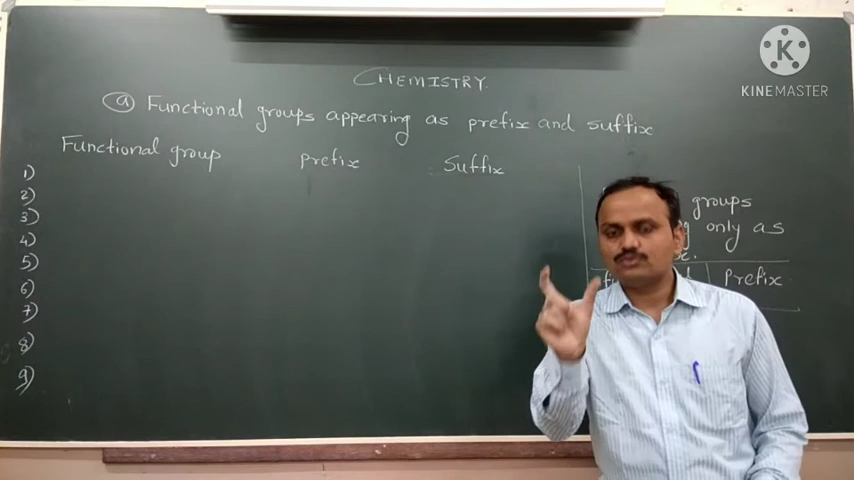 K
KINEMASTER
CHEMISTRY.
a Functional groups appearing as prefix and suffix
Functional group prefix Suffix
1)
2)
3)
4)
5)
6)
7)
8)
9)
groups
only as
Prefix